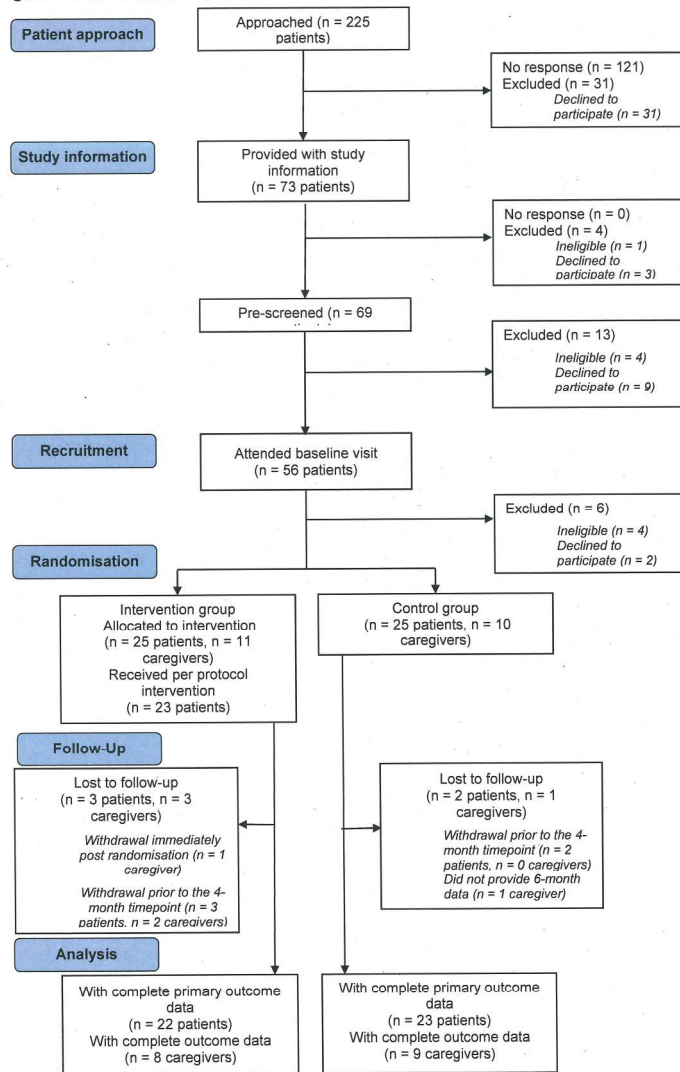 Patient approach
Approached (n = 225
patients)
No response (n = 121)
Excluded (n = 31)
Declined to
participate (n = 31)
Study information
Provided with study
information
(n = 73 patients)
No response (n = 0)
Excluded (n = 4)
Ineligible (n = 1)
Declined to
participate (n = 3)
Pre-screened (n = 69
Excluded (n = 13)
Ineligible (n = 4)
Declined to
participate (n = 9)
Recruitment
Attended baseline visit
(n = 56 patients)
Excluded (n = 6)
Ineligible (n = 4)
Declined to
participate (n = 2)
Randomisation
Intervention group
Allocated to intervention
(n = 25 patients, n = 11
caregivers)
Received per protocol
intervention
(n = 23 patients)
Control group
(n = 25 patients, n = 10
caregivers)
Follow-Up
Lost to follow-up
(n = 3 patients, n = 3
caregivers)
Withdrawal immediately
post randomisation (n = 1
caregiver)
Withdrawal prior to the 4-
month timepoint (n = 3
patients, n = 2 caregivers)
Lost to follow-up
(n = 2 patients, n = 1
caregivers)
Withdrawal prior to the 4-
month timepoint (n = 2
patients, n = 0 caregivers)
Did not provide 6-month
data (n = 1 caregiver)
Analysis
With complete primary outcome
data
(n = 22 patients)
With complete outcome data
(n = 8 caregivers)
With complete primary outcome
data
(n = 23 patients)
With complete outcome data
(n = 9 caregivers)